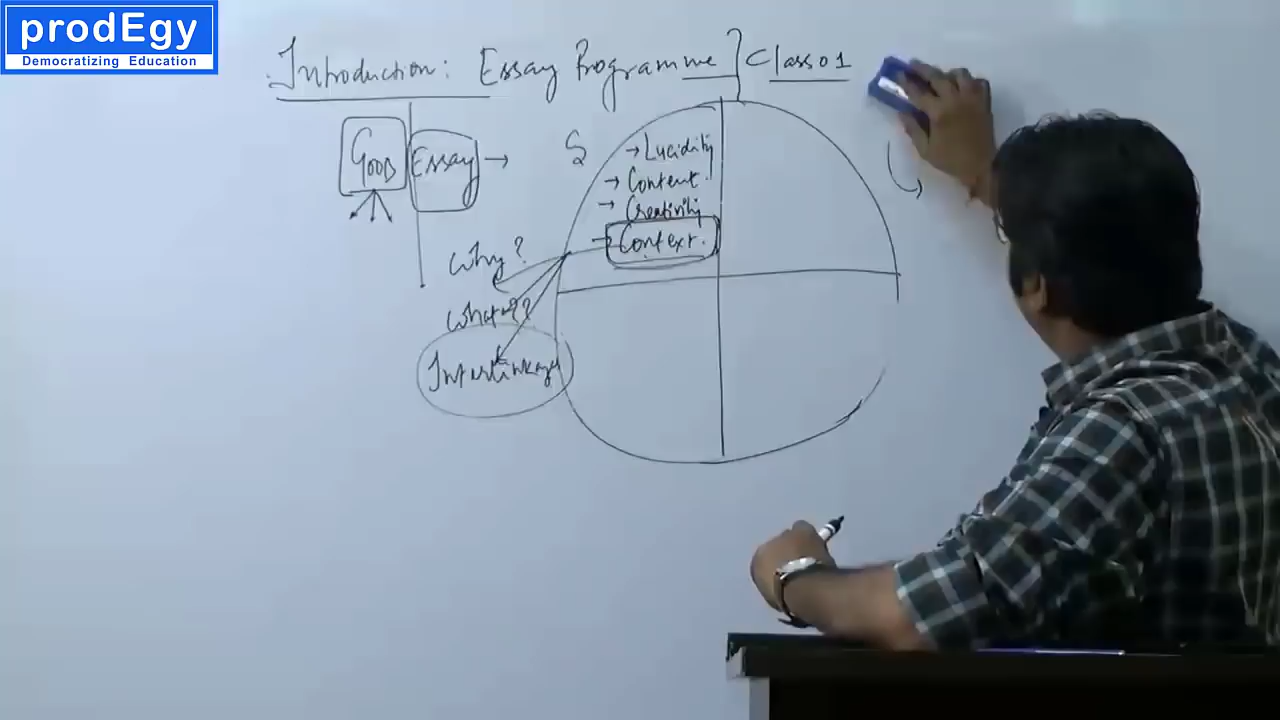 prodEgy
Democratizing Education
Introduction: Essay Programme Class 01
Good Essay →
S
→ Lucidity
→ Content.
→ Creativity
→ Context.
Why?
What??
Interlinkage